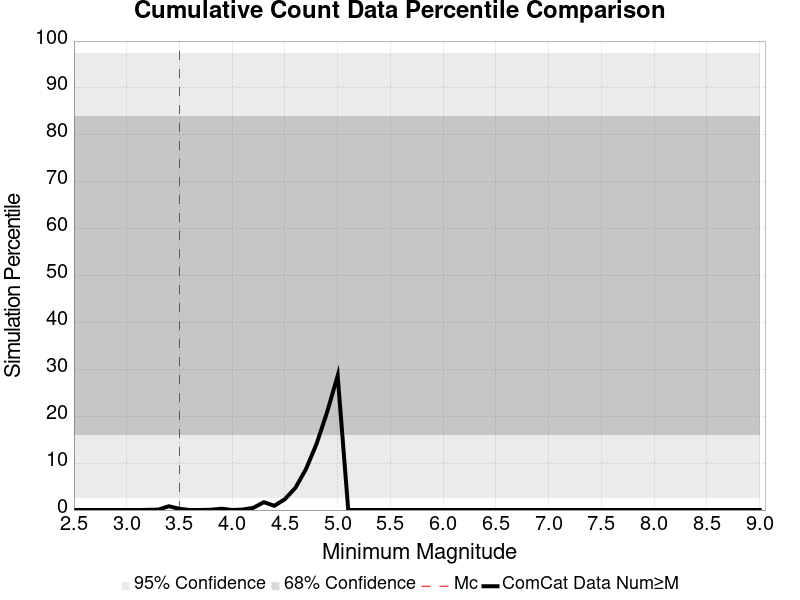 Cumulative Count Data Percentile Comparison
100
90
80
70
60
50
40
30
20
10
0
Simulation Percentile
2.5 3.0 3.5 4.0 4.5 5.0 5.5 6.0 6.5 7.0 7.5 8.0 8.5 9.0
Minimum Magnitude
95% Confidence 68% Confidence Mc ComCat Data Num≥M